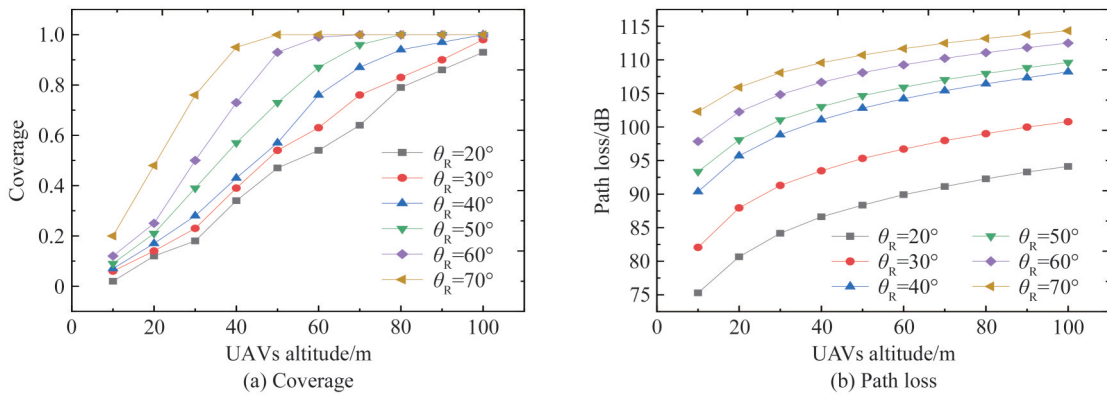 1.0
0.8
0.6
0.4
0.2
0
Coverage
θR=20°
θR=30°
θR=40°
θR=50°
θR=60°
θR=70°
0 20 40 60 80 100
UAVs altitude/m
(a) Coverage
115
110
105
100
95
90
85
80
75
Path loss/dB
θR=20° θR=50°
θR=30° θR=60°
θR=40° θR=70°
0 20 40 60 80 100
UAVs altitude/m
(b) Path loss